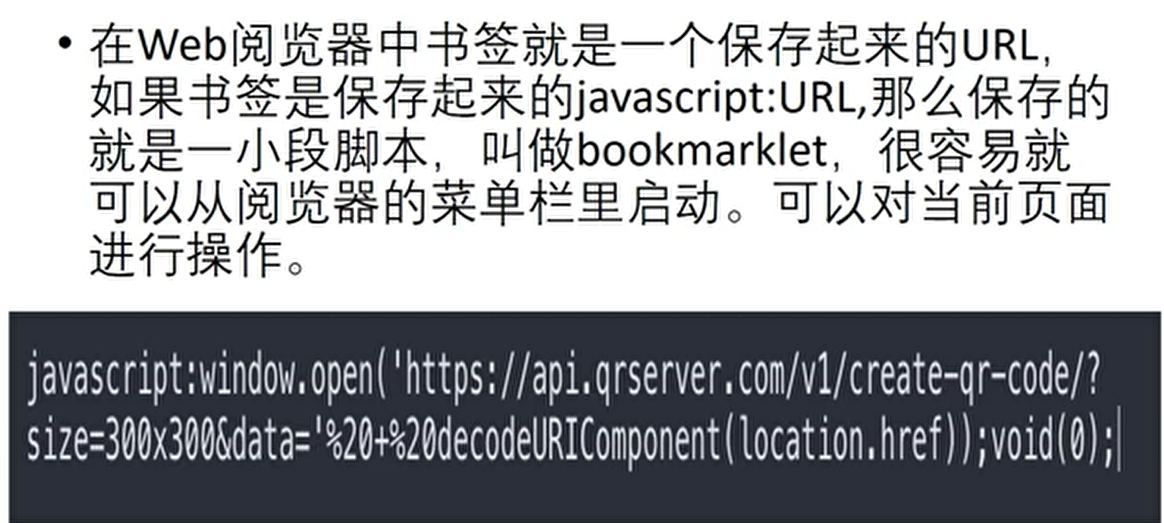 • 在Web阅览器中书签就是一个保存起来的URL,
如果书签是保存起来的javascript:URL,那么保存的
就是一小段脚本，叫做bookmarklet，很容易就
可以从阅览器的菜单栏里启动。可以对当前页面
进行操作。
javascript:window.open('https://api.qrserver.com/v1/create-qr-code/?
size=300x300&data='%20+%20decodeURIComponent(location.href));void(0);